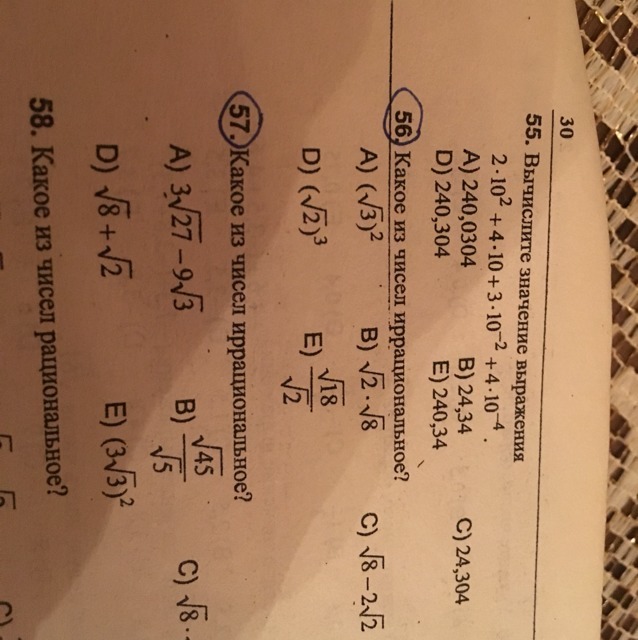 30
55. Вычислите значение выражения
2·10² + 4·10 + 3·10⁻² + 4·10⁻⁴.
A) 240,0304 B) 24,34 C) 24,304
D) 240,304 E) 240,34
56. Какое из чисел иррациональное?
A) (√3)² B) √2·√8 C) √8 − 2√2
D) (√2)³ E) √18/√2
57. Какое из чисел иррациональное?
A) 3√27 − 9√3 B) √45/√5 C) √8·
D) √8 + √2 E) (3√3)²
58. Какое из чисел рациональное?